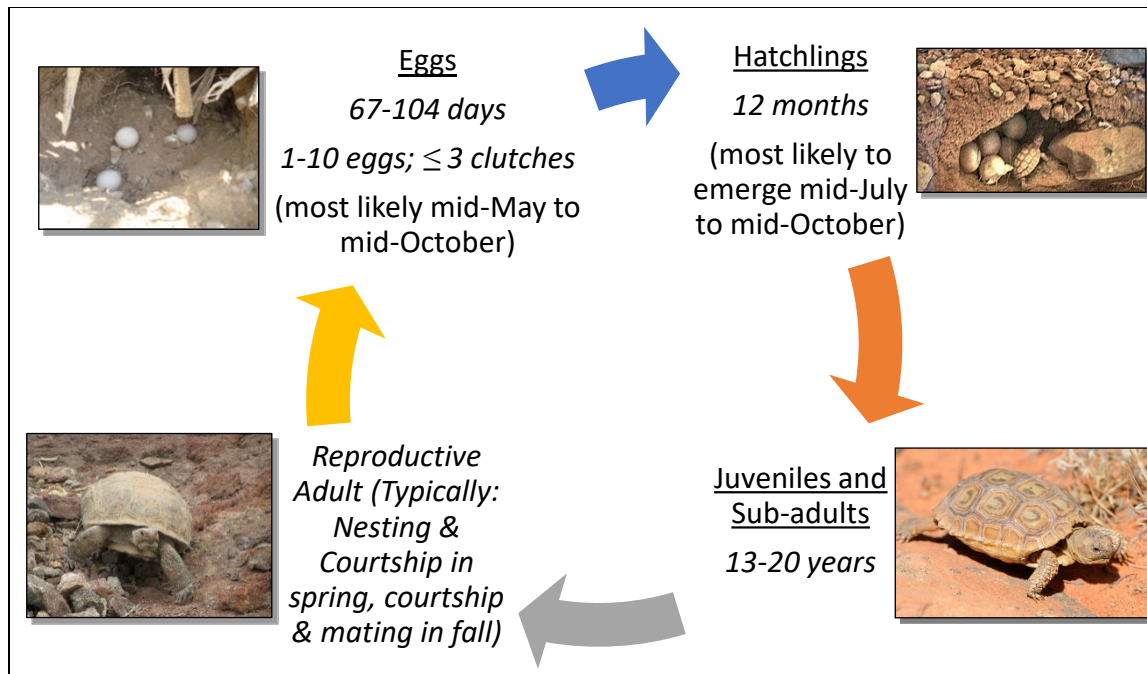 Eggs
67-104 days
1-10 eggs; ≤ 3 clutches
(most likely mid-May to
mid-October)
Hatchlings
12 months
(most likely to
emerge mid-July
to mid-October)
Juveniles and
Sub-adults
13-20 years
Reproductive
Adult (Typically:
Nesting &
Courtship in
spring, courtship
& mating in fall)